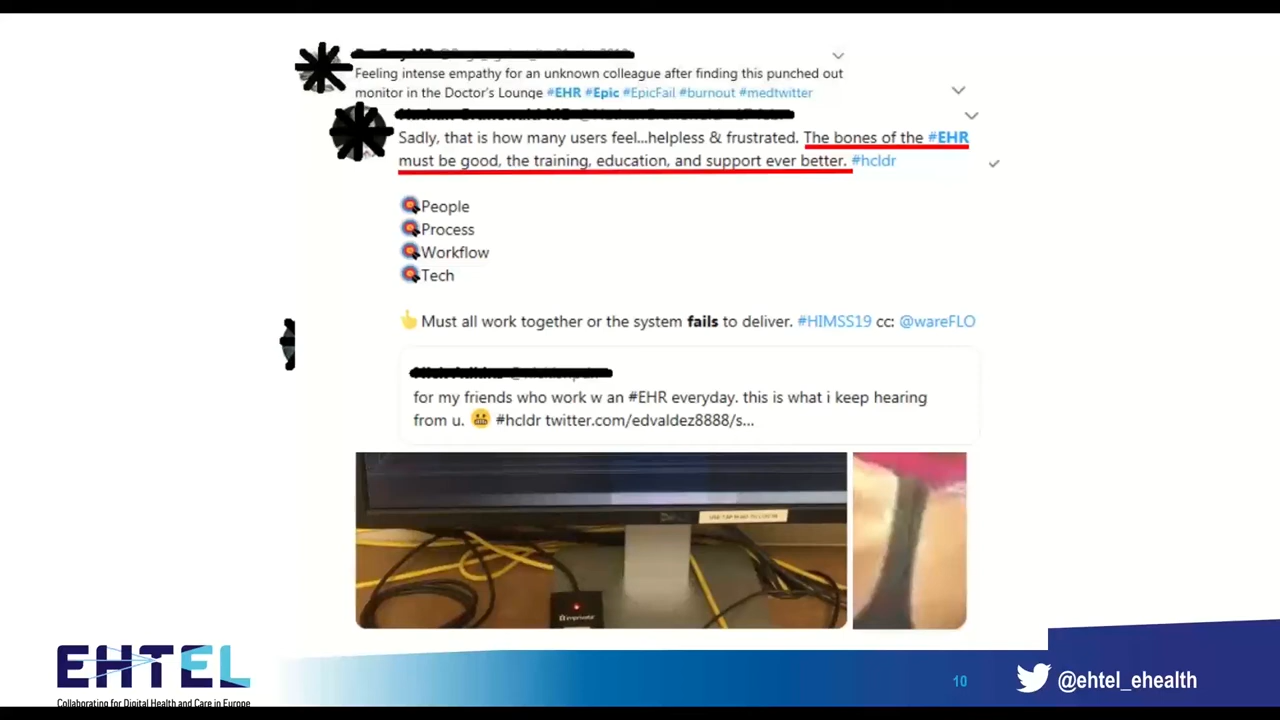 Feeling intense empathy for an unknown colleague after finding this punched out
monitor in the Doctor's Lounge #EHR #Epic #EpicFail #burnout #medtwitter
Sadly, that is how many users feel...helpless & frustrated. The bones of the #EHR
must be good, the training, education, and support ever better. #hcldr
People
Process
Workflow
Tech
Must all work together or the system fails to deliver. #HIMSS19 cc: @wareFLO
for my friends who work w an #EHR everyday. this is what i keep hearing
from u. 😬 #hcldr twitter.com/edvaldez8888/s...
imprivata
EHTEL
Collaborating for Digital Health and Care in Europe
10
@ehtel_ehealth